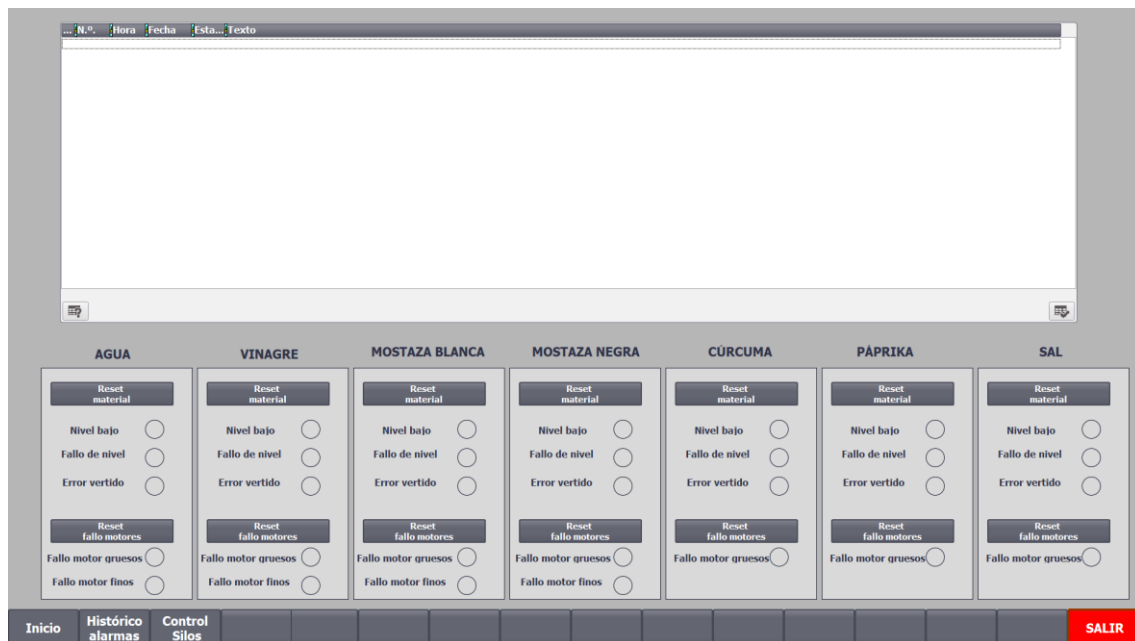 ... N.º. Hora Fecha Esta... Texto
AGUA VINAGRE MOSTAZA BLANCA MOSTAZA NEGRA CÚRCUMA PÁPRIKA SAL
Reset Reset Reset Reset Reset Reset Reset
material material material material material material material
Nivel bajo Nivel bajo Nivel bajo Nivel bajo Nivel bajo Nivel bajo Nivel bajo
Fallo de nivel Fallo de nivel Fallo de nivel Fallo de nivel Fallo de nivel Fallo de nivel Fallo de nivel
Error vertido Error vertido Error vertido Error vertido Error vertido Error vertido Error vertido
Reset Reset Reset Reset Reset Reset Reset
fallo motores fallo motores fallo motores fallo motores fallo motores fallo motores fallo motores
Fallo motor gruesos Fallo motor gruesos Fallo motor gruesos Fallo motor gruesos Fallo motor gruesos Fallo motor gruesos Fallo motor gruesos
Fallo motor finos Fallo motor finos Fallo motor finos Fallo motor finos
Inicio Histórico Control SALIR
alarmas Silos